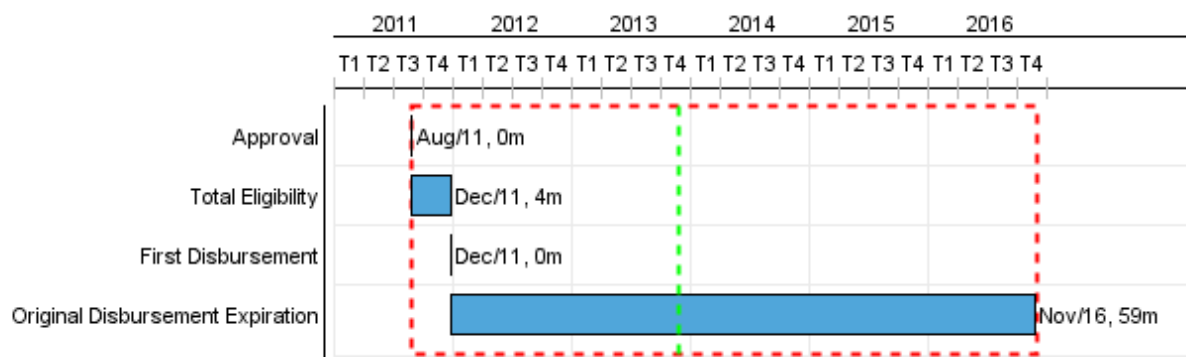 2011 2012 2013 2014 2015 2016
T1 T2 T3 T4 T1 T2 T3 T4 T1 T2 T3 T4 T1 T2 T3 T4 T1 T2 T3 T4 T1 T2 T3 T4
Approval Aug/11, 0m
Total Eligibility Dec/11, 4m
First Disbursement Dec/11, 0m
Original Disbursement Expiration Nov/16, 59m